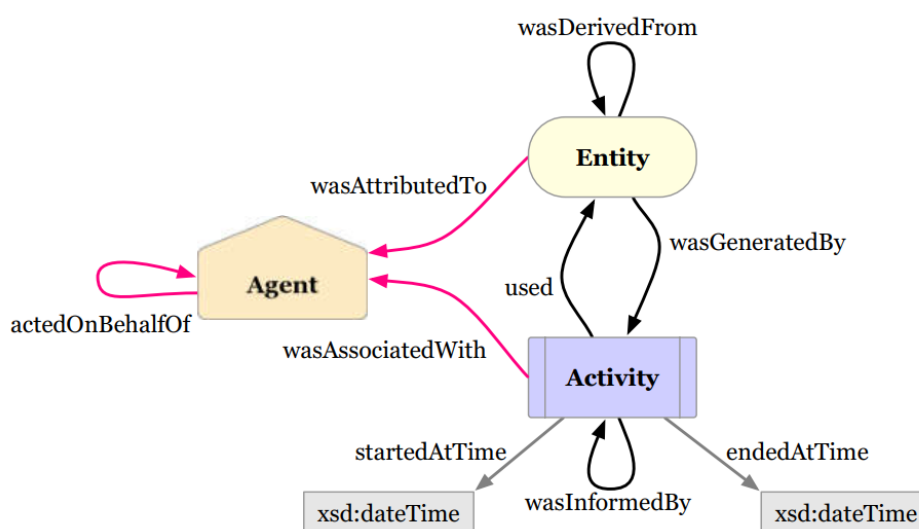 wasDerivedFrom
Entity
wasAttributedTo
wasGeneratedBy
Agent
used
actedOnBehalfOf
wasAssociatedWith
Activity
startedAtTime
endedAtTime
wasInformedBy
xsd:dateTime
xsd:dateTime